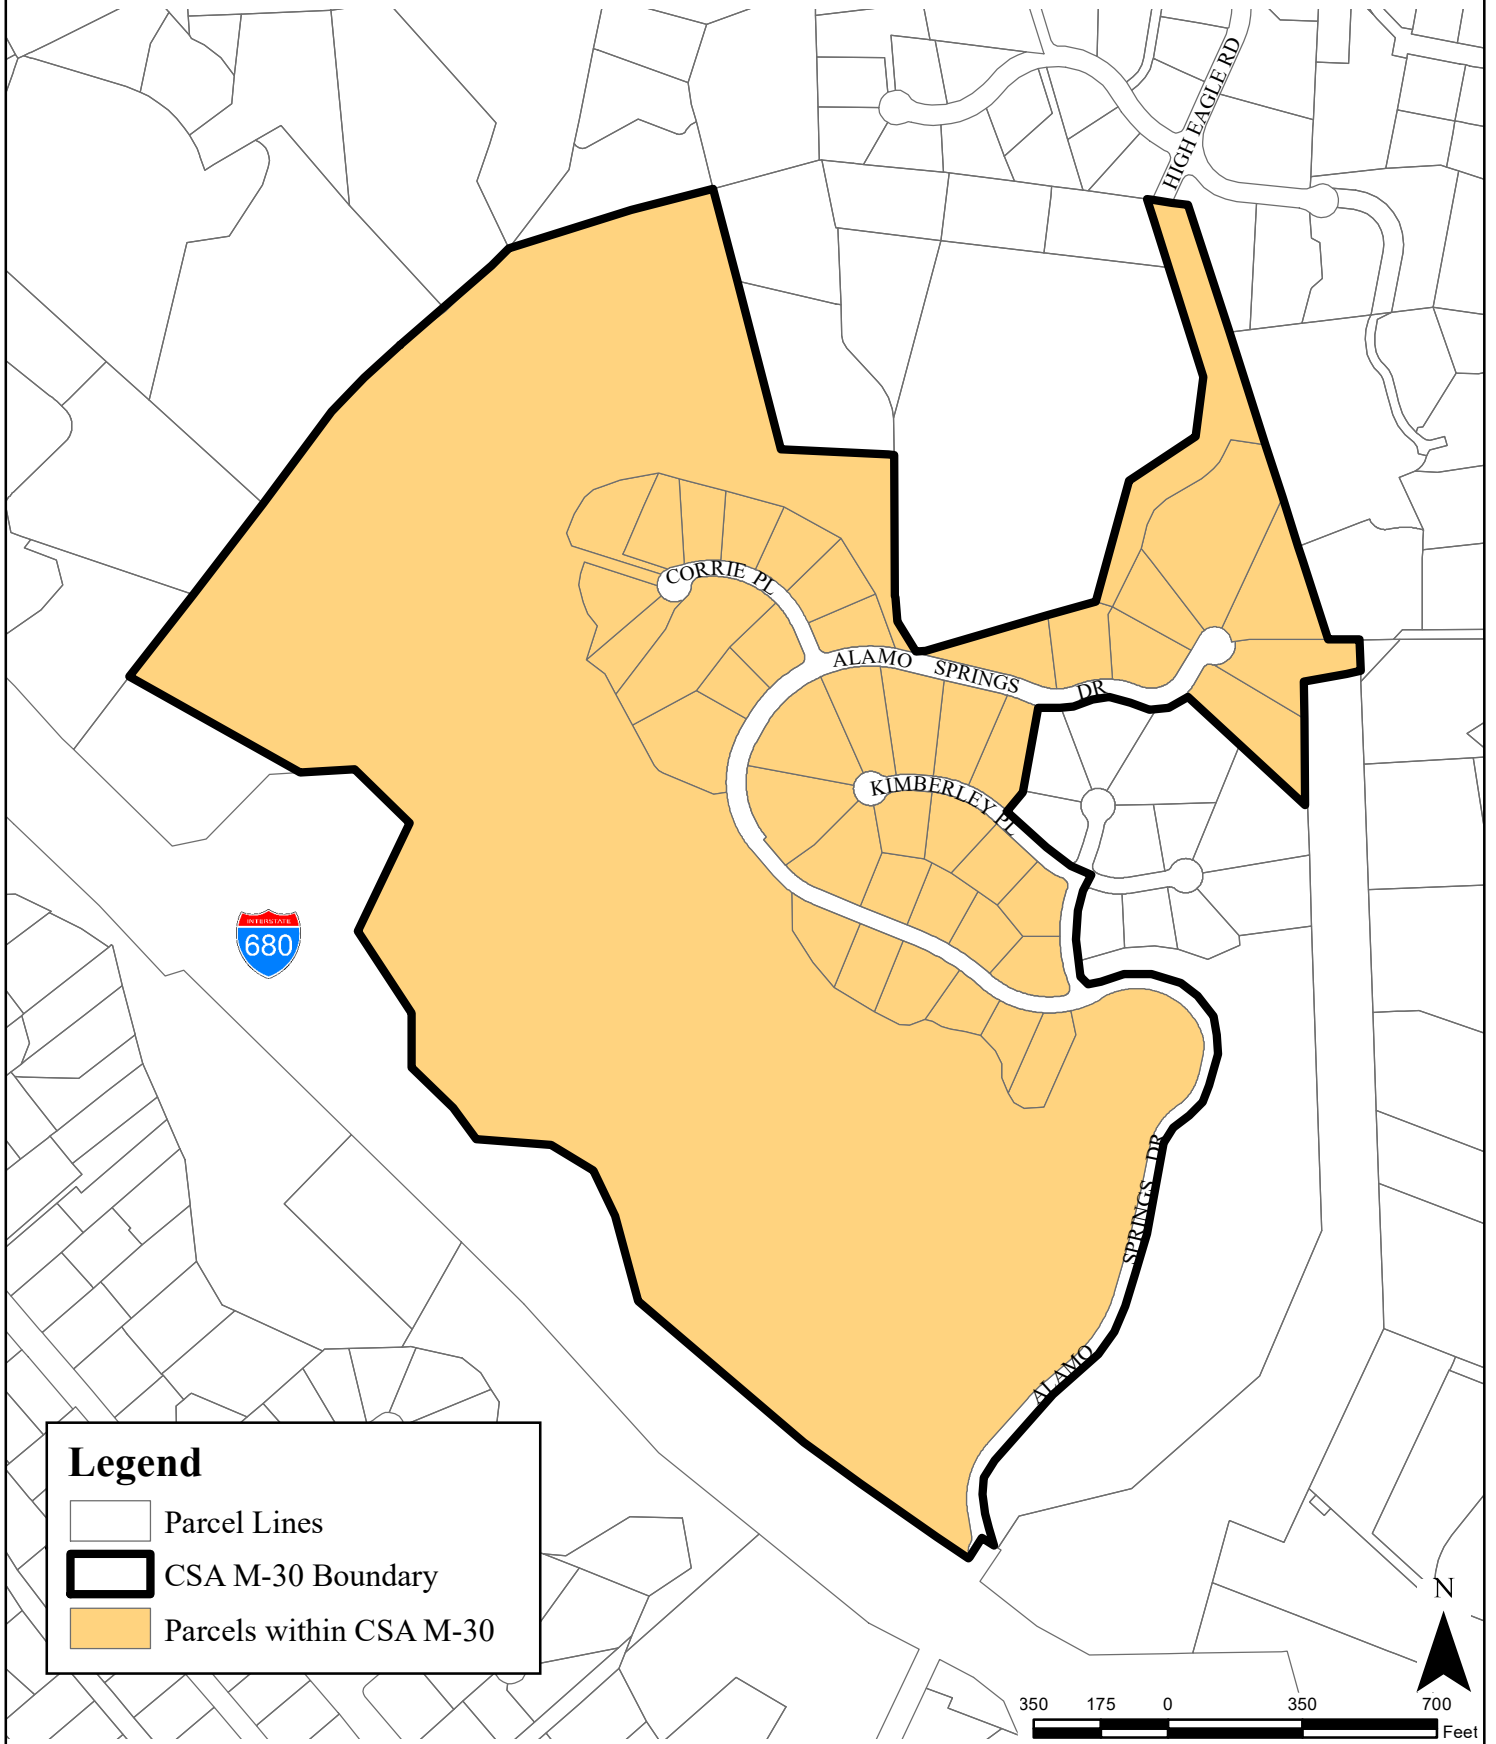 HIGH EAGLE RD
CORRIE PL
ALAMO SPRINGS DR
KIMBERLEY PL
INTERSTATE
680
ALAMO SPRINGS DR
Legend
Parcel Lines
CSA M-30 Boundary
Parcels within CSA M-30
N
350 175 0 350 700
Feet